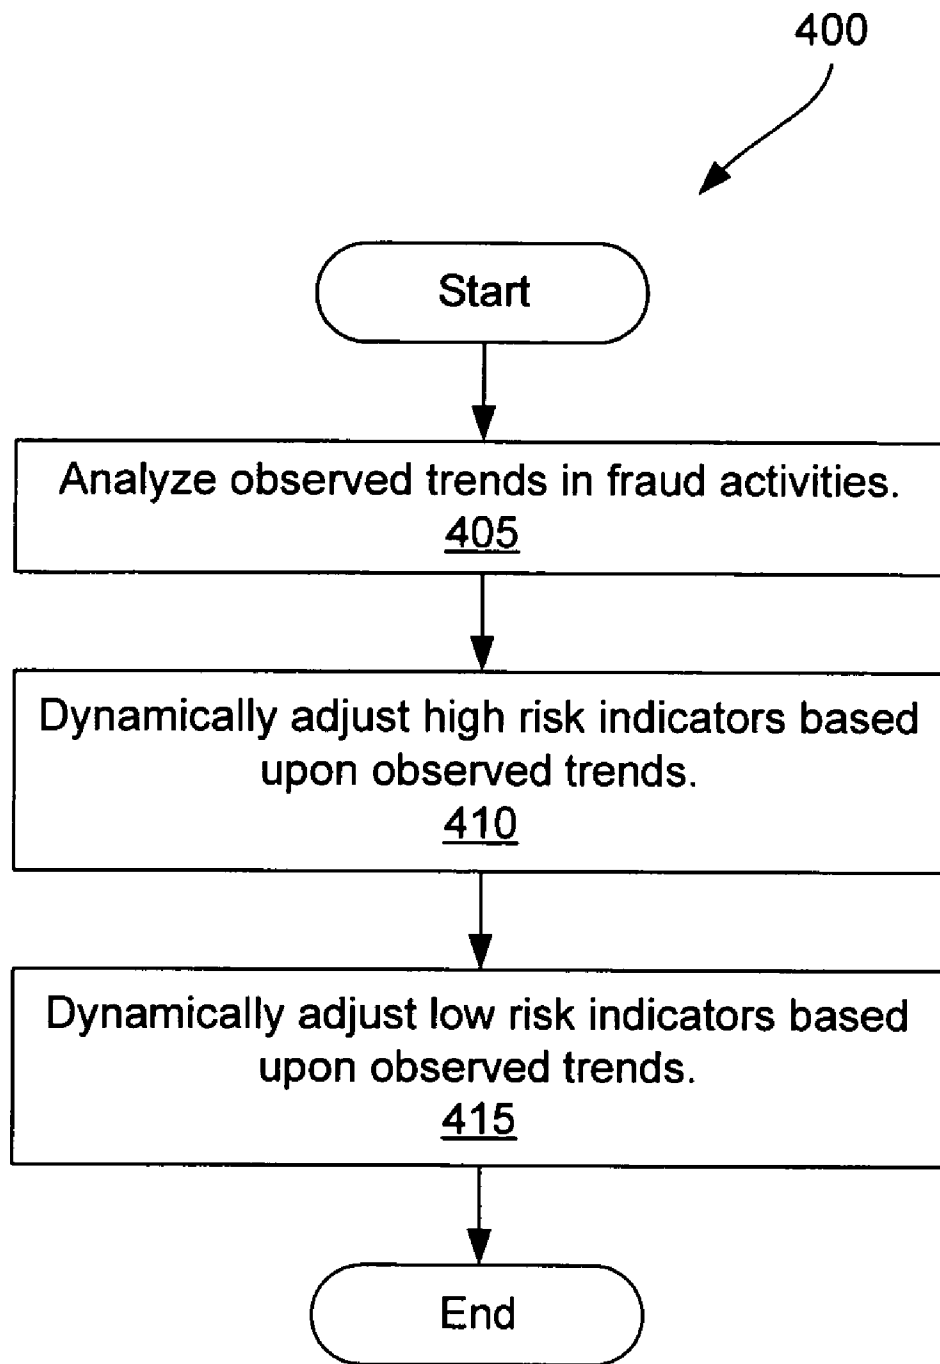 400
Start
Analyze observed trends in fraud activities.
405
Dynamically adjust high risk indicators based
upon observed trends.
410
Dynamically adjust low risk indicators based
upon observed trends.
415
End